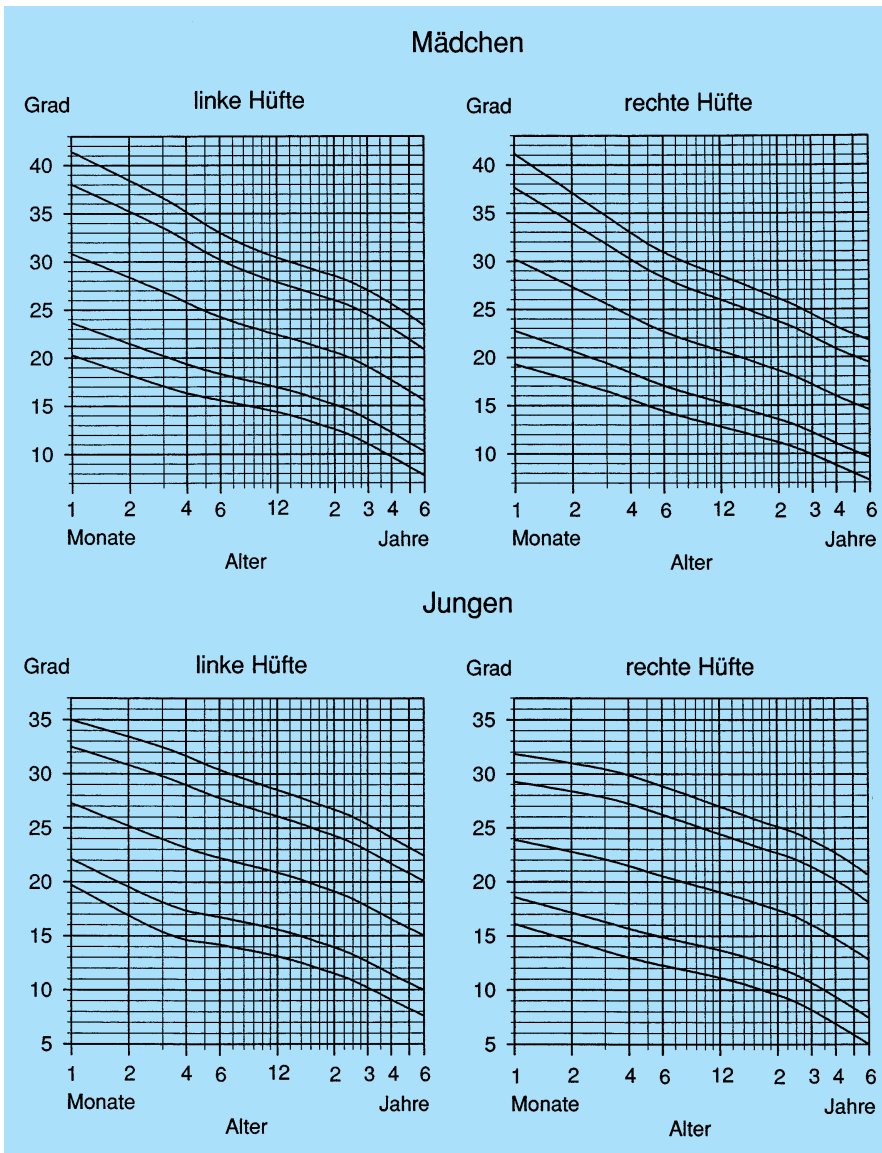 Mädchen
Grad linke Hüfte Grad rechte Hüfte
40 40
35 35
30 30
25 25
20 20
15 15
10 10
1 2 4 6 12 2 3 4 6 1 2 4 6 12 2 3 4 6
Monate Jahre Monate Jahre
Alter Alter
Jungen
Grad linke Hüfte Grad rechte Hüfte
35 35
30 30
25 25
20 20
15 15
10 10
5 5
1 2 4 6 12 2 3 4 6 1 2 4 6 12 2 3 4 6
Monate Jahre Monate Jahre
Alter Alter